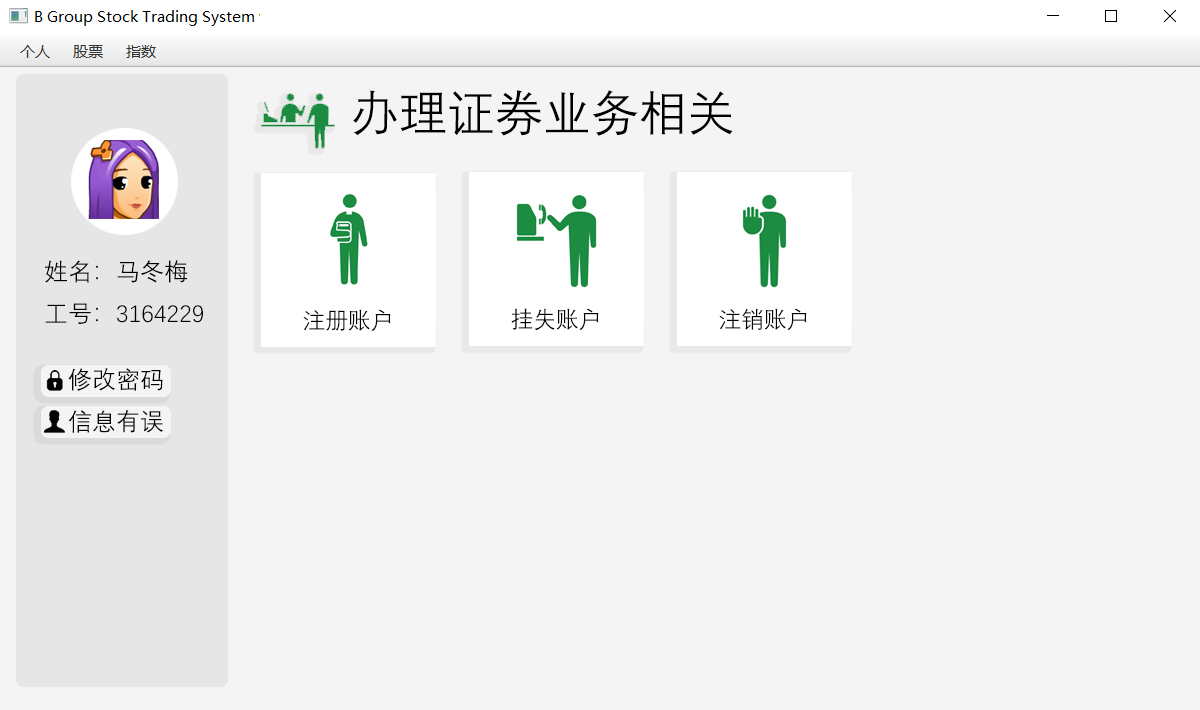 B Group Stock Trading System
个人 股票 指数
办理证券业务相关
姓名：马冬梅
工号：3164229
修改密码
信息有误
注册账户
挂失账户
注销账户